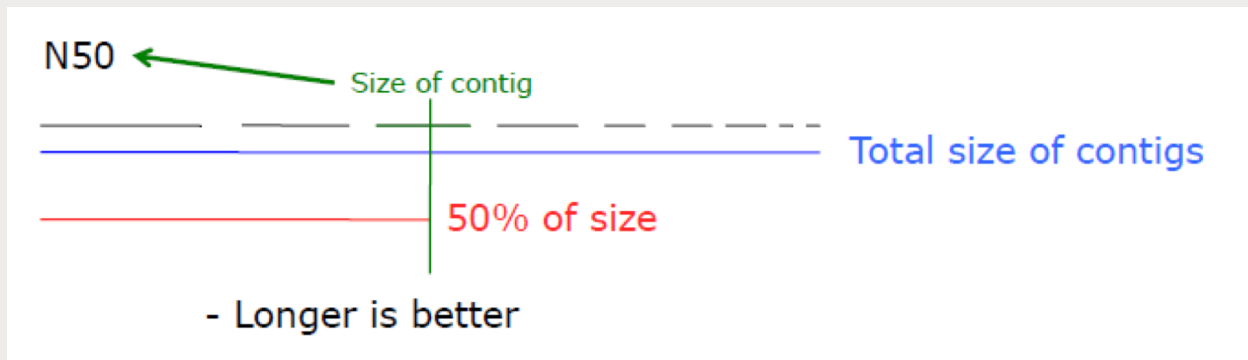 N50
Size of contig
Total size of contigs
50% of size
- Longer is better